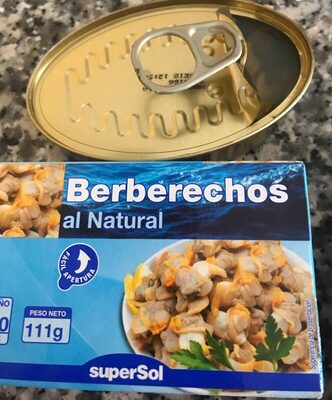 Berberechos
al Natural
FÁCIL APERTURA
PESO NETO
111g
superSol